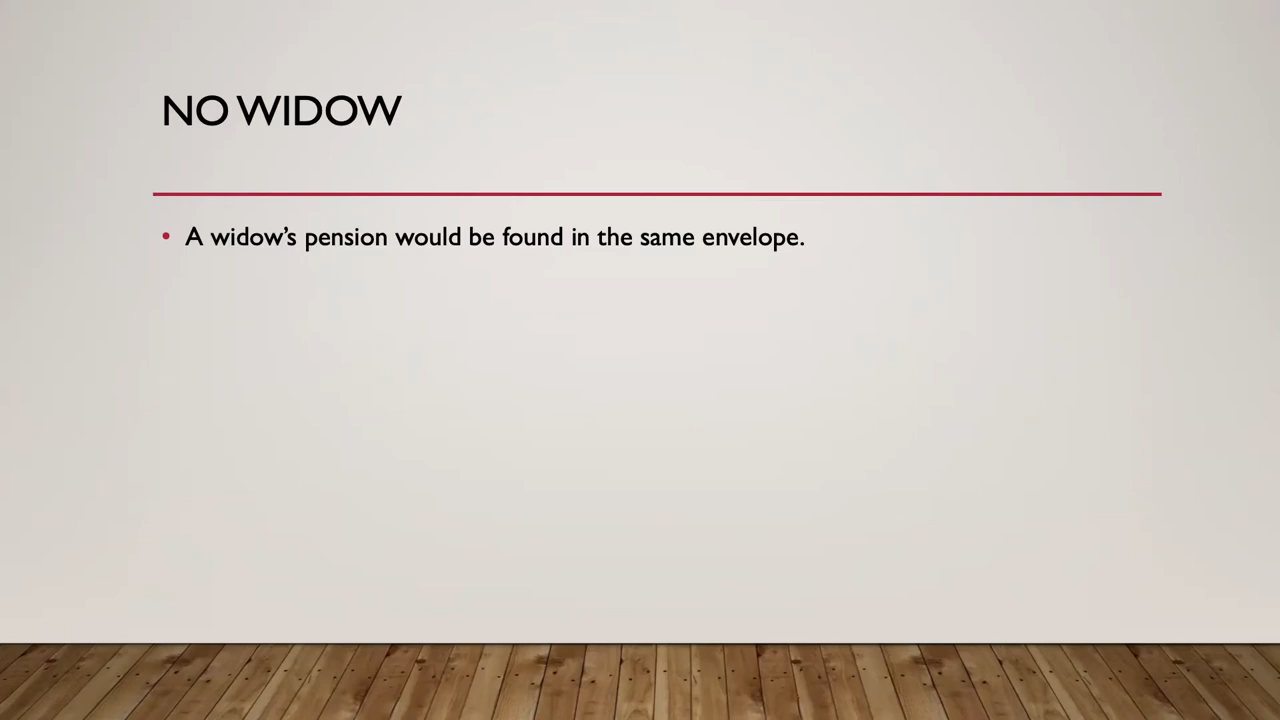 NO WIDOW
• A widow’s pension would be found in the same envelope.